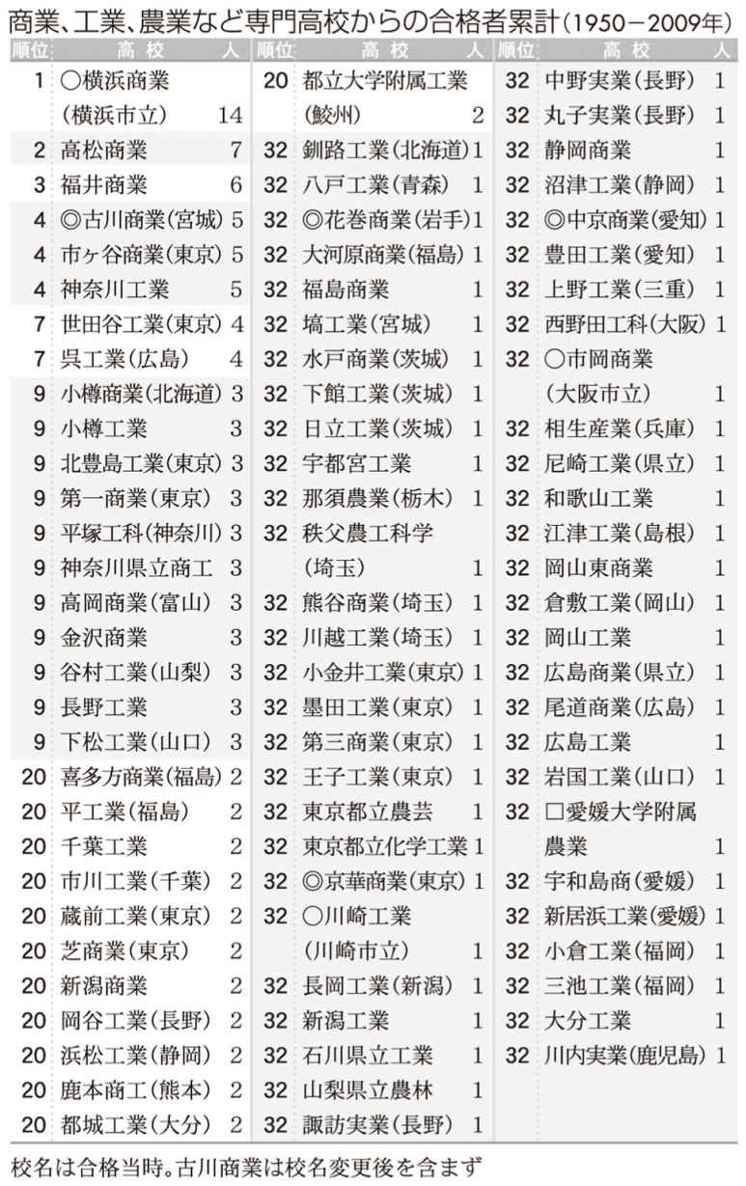 商業、工業、農業など専門高校からの合格者累計(1950−2009年)
順位 高校 人
1 ○横浜商業
(横浜市立) 14
2 高松商業 7
3 福井商業 6
4 ◎古川商業(宮城) 5
4 市ヶ谷商業(東京) 5
4 神奈川工業 5
7 世田谷工業(東京) 4
7 呉工業(広島) 4
9 小樽商業(北海道) 3
9 小樽工業 3
9 北豊島工業(東京) 3
9 第一商業(東京) 3
9 平塚工科(神奈川) 3
9 神奈川県立商工 3
9 高岡商業(富山) 3
9 金沢商業 3
9 谷村工業(山梨) 3
9 長野工業 3
9 下松工業(山口) 3
20 喜多方商業(福島) 2
20 平工業(福島) 2
20 千葉工業 2
20 市川工業(千葉) 2
20 蔵前工業(東京) 2
20 芝商業(東京) 2
20 新潟商業 2
20 岡谷工業(長野) 2
20 浜松工業(静岡) 2
20 鹿本商工(熊本) 2
20 都城工業(大分) 2
順位 高校 人
20 都立大学附属工業
(鮫州) 2
32 釧路工業(北海道) 1
32 八戸工業(青森) 1
32 ◎花巻商業(岩手) 1
32 大河原商業(福島) 1
32 福島商業 1
32 塙工業(宮城) 1
32 水戸商業(茨城) 1
32 下館工業(茨城) 1
32 日立工業(茨城) 1
32 宇都宮工業 1
32 那須農業(栃木) 1
32 秩父農工科学
(埼玉) 1
32 熊谷商業(埼玉) 1
32 川越工業(埼玉) 1
32 小金井工業(東京) 1
32 墨田工業(東京) 1
32 第三商業(東京) 1
32 王子工業(東京) 1
32 東京都立農芸 1
32 東京都立化学工業 1
32 ◎京華商業(東京) 1
32 ○川崎工業
(川崎市立) 1
32 長岡工業(新潟) 1
32 新潟工業 1
32 石川県立工業 1
32 山梨県立農林 1
32 諏訪実業(長野) 1
順位 高校 人
32 中野実業(長野) 1
32 丸子実業(長野) 1
32 静岡商業 1
32 沼津工業(静岡) 1
32 ◎中京商業(愛知) 1
32 豊田工業(愛知) 1
32 上野工業(三重) 1
32 西野田工科(大阪) 1
32 ○市岡商業
(大阪市立) 1
32 相生産業(兵庫) 1
32 尼崎工業(県立) 1
32 和歌山工業 1
32 江津工業(島根) 1
32 岡山東商業 1
32 倉敷工業(岡山) 1
32 岡山工業 1
32 広島商業(県立) 1
32 尾道商業(広島) 1
32 広島工業 1
32 岩国工業(山口) 1
32 □愛媛大学附属
農業 1
32 宇和島商(愛媛) 1
32 新居浜工業(愛媛) 1
32 小倉工業(福岡) 1
32 三池工業(福岡) 1
32 大分工業 1
32 川内実業(鹿児島) 1
校名は合格当時。古川商業は校名変更後を含まず